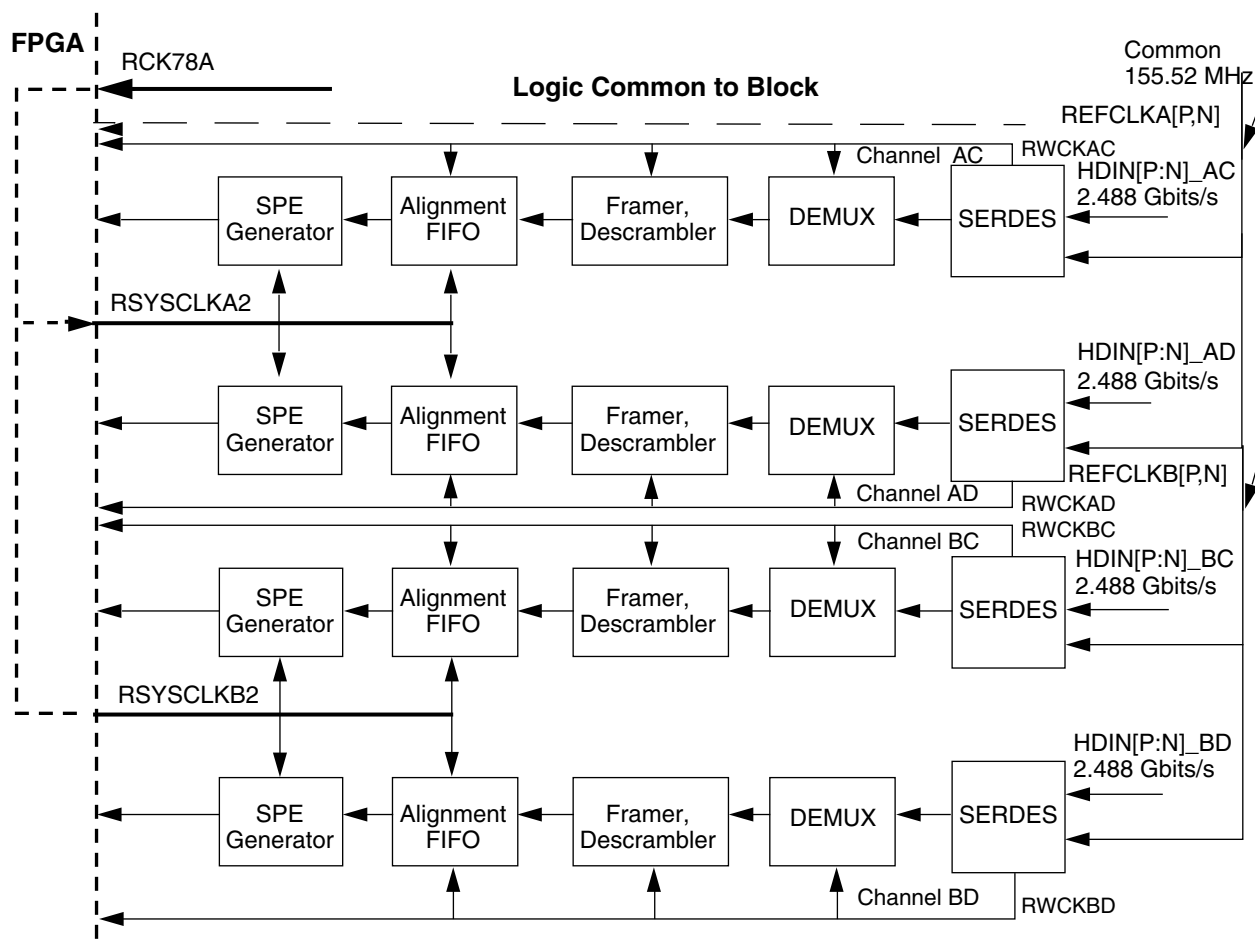 FPGA
RCK78A
Logic Common to Block
Common
155.52 MHz
REFCLKA[P,N]
Channel AC
RWCKAC
HDIN[P:N]_AC
2.488 Gbits/s
SPE
Generator
Alignment
FIFO
Framer,
Descrambler
DEMUX
SERDES
RSYSCLKA2
HDIN[P:N]_AD
2.488 Gbits/s
SPE
Generator
Alignment
FIFO
Framer,
Descrambler
DEMUX
SERDES
REFCLKB[P,N]
Channel AD
RWCKAD
RWCKBC
Channel BC
HDIN[P:N]_BC
2.488 Gbits/s
SPE
Generator
Alignment
FIFO
Framer,
Descrambler
DEMUX
SERDES
RSYSCLKB2
HDIN[P:N]_BD
2.488 Gbits/s
SPE
Generator
Alignment
FIFO
Framer,
Descrambler
DEMUX
SERDES
Channel BD
RWCKBD